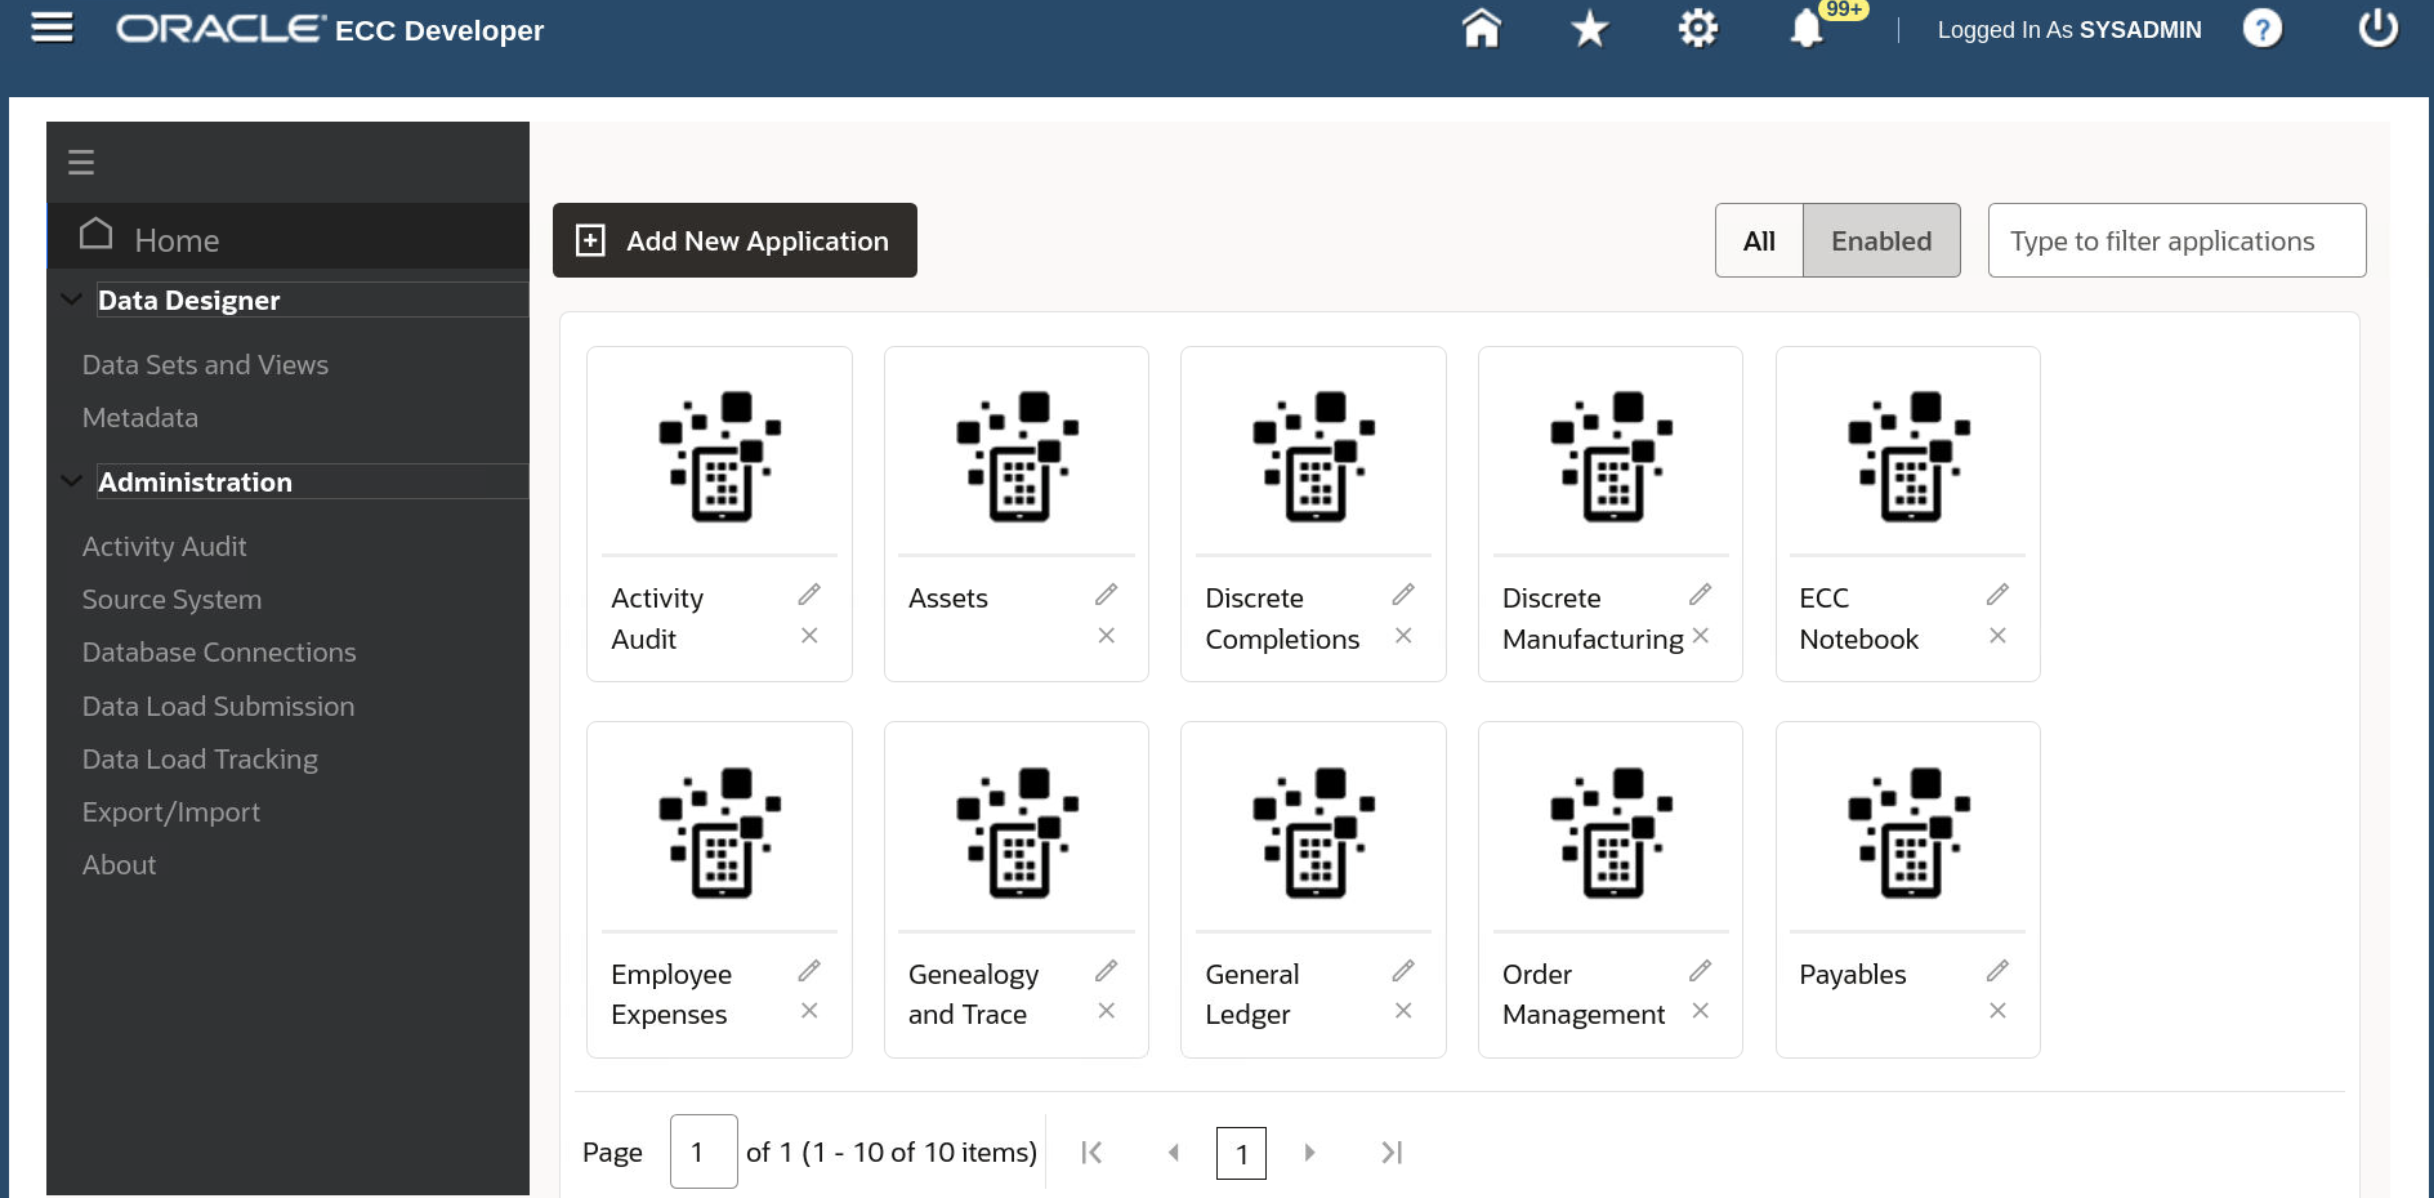 ORACLE ECC Developer
99+
Logged In As SYSADMIN
?
Home
Data Designer
Data Sets and Views
Metadata
Administration
Activity Audit
Source System
Database Connections
Data Load Submission
Data Load Tracking
Export/Import
About
Add New Application
All
Enabled
Type to filter applications
Activity
Audit
Assets
Discrete
Completions
Discrete
Manufacturing
ECC
Notebook
Employee
Expenses
Genealogy
and Trace
General
Ledger
Order
Management
Payables
Page 1 of 1 (1 - 10 of 10 items) 1